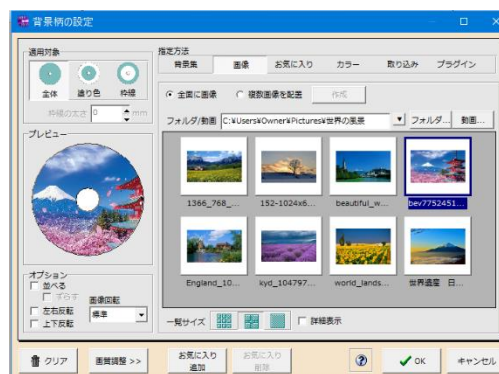 背景柄の設定
適用対象
全体 塗り色 枠線
枠線の太さ 0 mm
プレビュー
オプション
並べる
ずらす
左右反転
上下反転
画像回転
標準
指定方法
背景集 画像 お気に入り カラー 取り込み プラグイン
全面に画像 複数画像を配置 作成
フォルダ/動画 C:¥Users¥Owner¥Pictures¥世界の風景 フォルダ... 動画...
1366_768_... 152-1024x6... beautiful_w... bev7752451...
England_10... kyd_104797... world_lands... 世界遺産 日...
一覧サイズ 詳細表示
クリア 画質調整 >> お気に入り追加 お気に入り削除 ? OK キャンセル